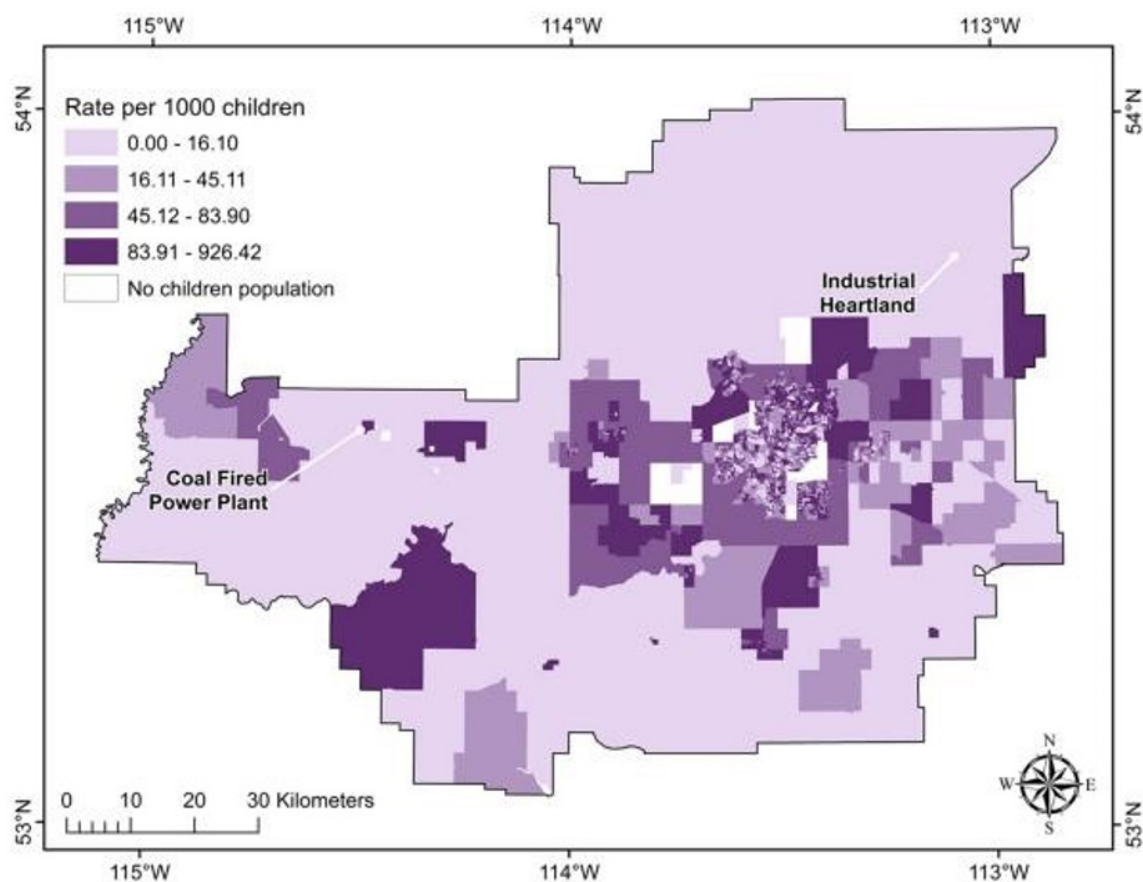 115°W
114°W
113°W
54°N
54°N
Rate per 1000 children
0.00 - 16.10
16.11 - 45.11
45.12 - 83.90
83.91 - 926.42
No children population
Industrial
Heartland
Coal Fired
Power Plant
0 10 20 30 Kilometers
N
W E
S
53°N
53°N
115°W
114°W
113°W